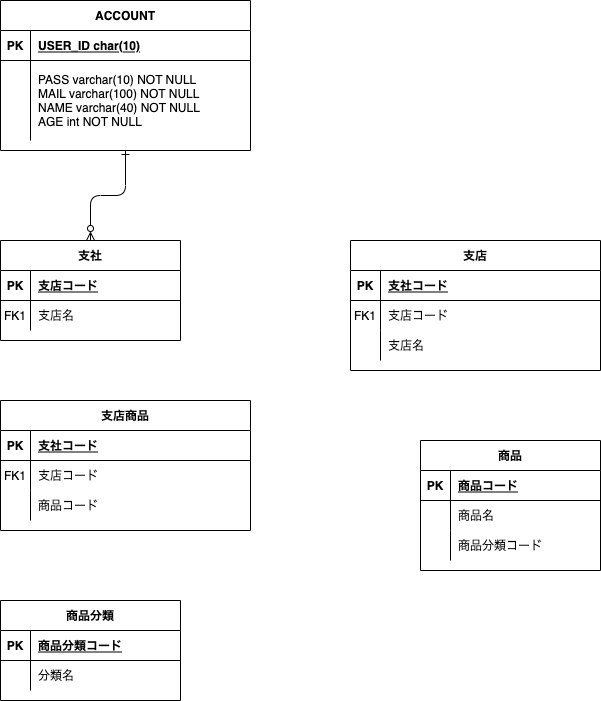 ACCOUNT
PK USER_ID char(10)
PASS varchar(10) NOT NULL
MAIL varchar(100) NOT NULL
NAME varchar(40) NOT NULL
AGE int NOT NULL
支社
PK 支店コード
FK1 支店名
支店
PK 支社コード
FK1 支店コード
支店名
支店商品
PK 支社コード
FK1 支店コード
商品コード
商品
PK 商品コード
商品名
商品分類コード
商品分類
PK 商品分類コード
分類名